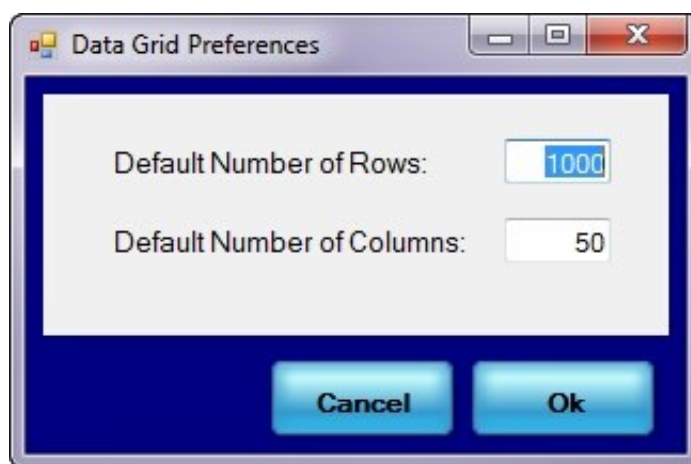 Data Grid Preferences
Default Number of Rows: 1000
Default Number of Columns: 50
Cancel Ok